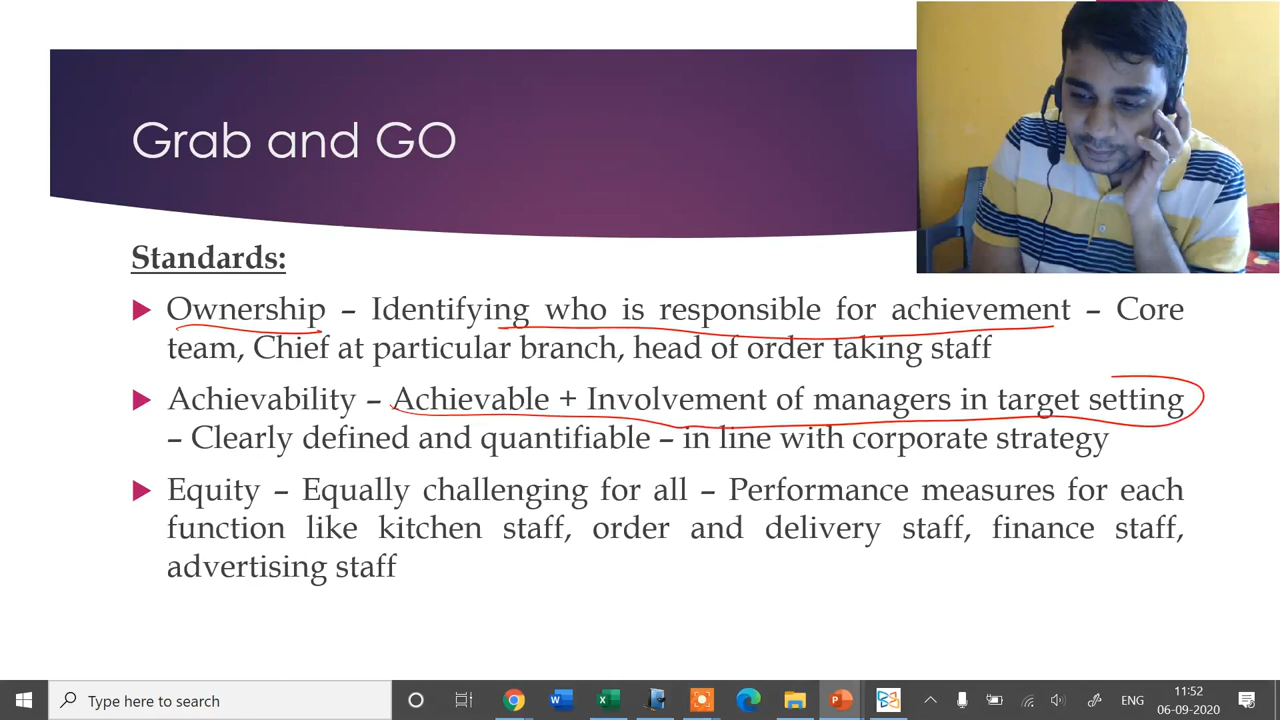 Grab and GO
Standards:
Ownership – Identifying who is responsible for achievement – Core
team, Chief at particular branch, head of order taking staff
Achievability – Achievable + Involvement of managers in target setting
– Clearly defined and quantifiable – in line with corporate strategy
Equity – Equally challenging for all – Performance measures for each
function like kitchen staff, order and delivery staff, finance staff,
advertising staff
Type here to search
ENG
11:52
06-09-2020